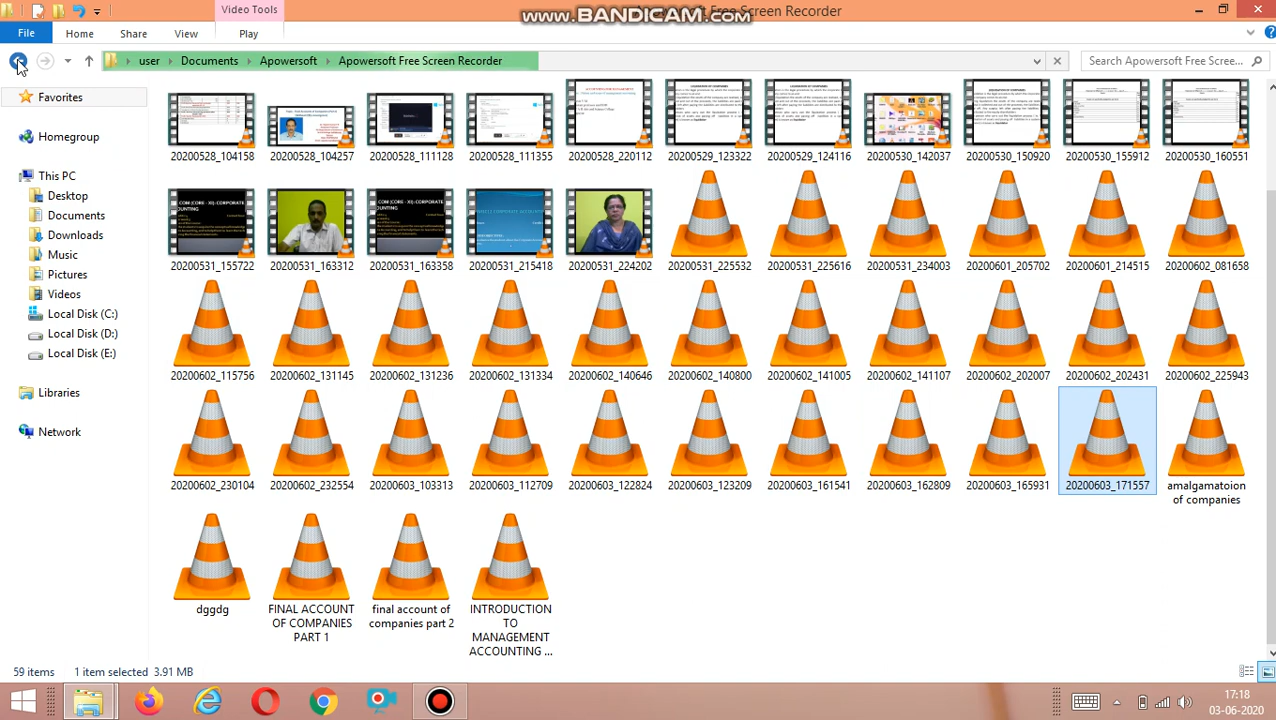 Video Tools
Apowersoft Free Screen Recorder
www.BANDICAM.com
File Home Share View Play
user Documents Apowersoft Apowersoft Free Screen Recorder
Search Apowersoft Free Scree...
Favorites
Homegroup
This PC
Desktop
Documents
Downloads
Music
Pictures
Videos
Local Disk (C:)
Local Disk (D:)
Local Disk (E:)
Libraries
Network
20200528_104158 20200528_104257 20200528_111128 20200528_111355 20200528_220112 20200529_123322 20200529_124116 20200530_142037 20200530_150920 20200530_155912 20200530_160551
20200531_155722 20200531_163312 20200531_163358 20200531_215418 20200531_224202 20200531_225532 20200531_225616 20200531_234003 20200601_205702 20200601_214515 20200602_081658
20200602_115756 20200602_131145 20200602_131236 20200602_131334 20200602_140646 20200602_140800 20200602_141005 20200602_141107 20200602_202007 20200602_202431 20200602_225943
20200602_230104 20200602_232554 20200603_103313 20200603_112709 20200603_122824 20200603_123209 20200603_161541 20200603_162809 20200603_165931 20200603_171557 amalgamatoion
of companies
dggdg
FINAL ACCOUNT
OF COMPANIES
PART 1
final account of
companies part 2
INTRODUCTION
TO
MANAGEMENT
ACCOUNTING ...
59 items 1 item selected 3.91 MB
17:18
03-06-2020